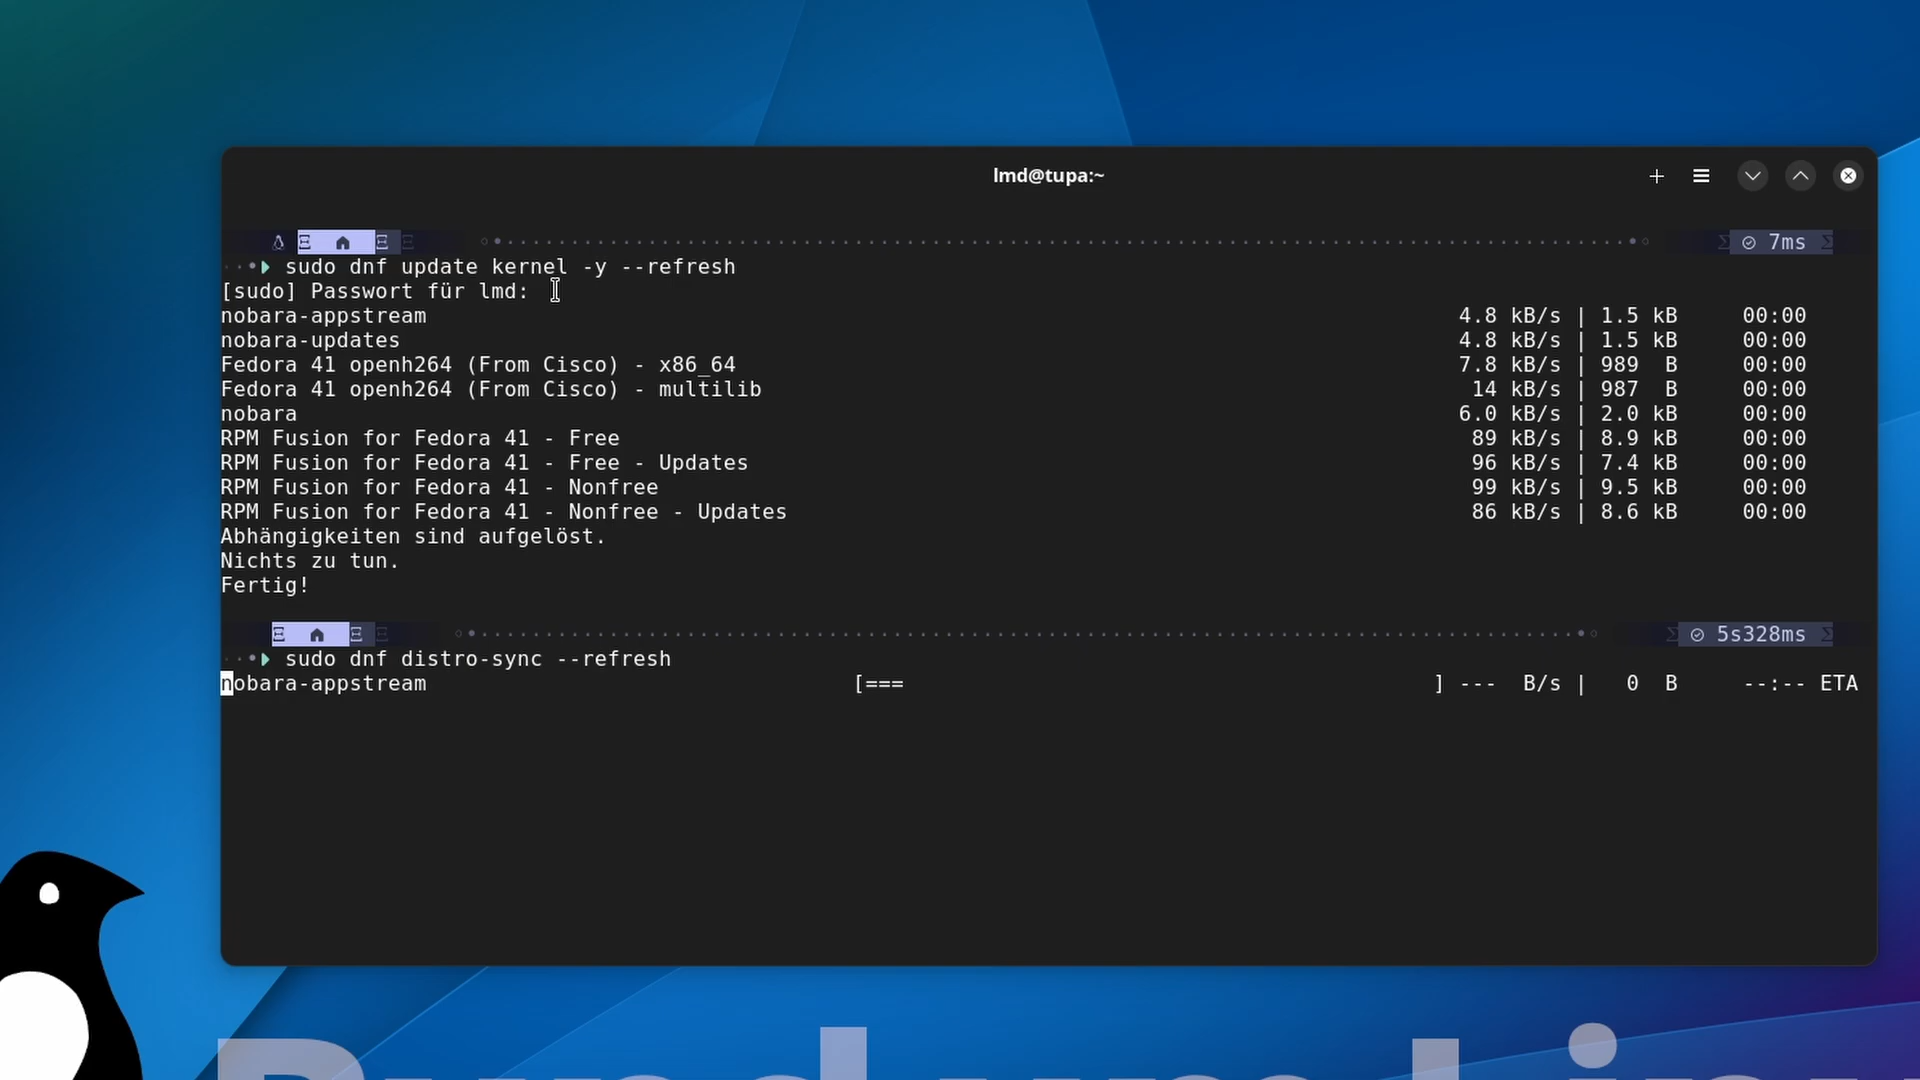 lmd@tupa:~
7ms
sudo dnf update kernel -y --refresh
[sudo] Passwort für lmd:
nobara-appstream 4.8 kB/s | 1.5 kB 00:00
nobara-updates 4.8 kB/s | 1.5 kB 00:00
Fedora 41 openh264 (From Cisco) - x86_64 7.8 kB/s | 989 B 00:00
Fedora 41 openh264 (From Cisco) - multilib 14 kB/s | 987 B 00:00
nobara 6.0 kB/s | 2.0 kB 00:00
RPM Fusion for Fedora 41 - Free 89 kB/s | 8.9 kB 00:00
RPM Fusion for Fedora 41 - Free - Updates 96 kB/s | 7.4 kB 00:00
RPM Fusion for Fedora 41 - Nonfree 99 kB/s | 9.5 kB 00:00
RPM Fusion for Fedora 41 - Nonfree - Updates 86 kB/s | 8.6 kB 00:00
Abhängigkeiten sind aufgelöst.
Nichts zu tun.
Fertig!
5s328ms
sudo dnf distro-sync --refresh
nobara-appstream [=== ] --- B/s | 0 B --:-- ETA